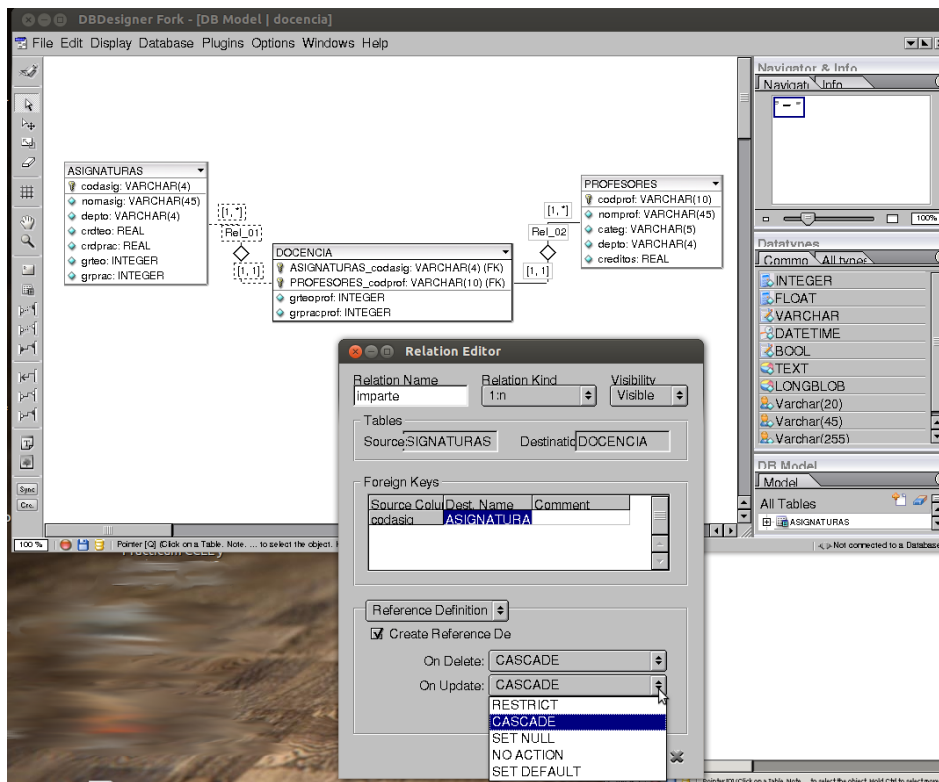 DBDesigner Fork - [DB Model | docencia]
File Edit Display Database Plugins Options Windows Help
Navigator & Info
Navigati Info
100%
ASIGNATURAS
codasig: VARCHAR(4)
nomasig: VARCHAR(45)
depto: VARCHAR(4)
crdteo: REAL
crdprac: REAL
grteo: INTEGER
grprac: INTEGER
[1, *]
Rel_01
[1, 1]
DOCENCIA
ASIGNATURAS_codasig: VARCHAR(4) (FK)
PROFESORES_codprof: VARCHAR(10) (FK)
grteoprof: INTEGER
grpracprof: INTEGER
[1, *]
Rel_02
[1, 1]
PROFESORES
codprof: VARCHAR(10)
nomprof: VARCHAR(45)
categ: VARCHAR(5)
depto: VARCHAR(4)
creditos: REAL
Datatypes
Commo All types
INTEGER
FLOAT
VARCHAR
DATETIME
BOOL
TEXT
LONGBLOB
Varchar(20)
Varchar(45)
Varchar(255)
DB Model
Model
All Tables
ASIGNATURAS
Sync
100 %
Pointer [Q] (Click on a Table, Note, ... to select the object.
Not connected to a Database
Relation Editor
Relation Name Relation Kind Visibility
imparte 1:n Visible
Tables
Source SIGNATURAS Destinatic DOCENCIA
Foreign Keys
Source Colu Dest. Name Comment
codasig ASIGNATURA
Reference Definition
Create Reference De
On Delete: CASCADE
On Update: CASCADE
RESTRICT
CASCADE
SET NULL
NO ACTION
SET DEFAULT